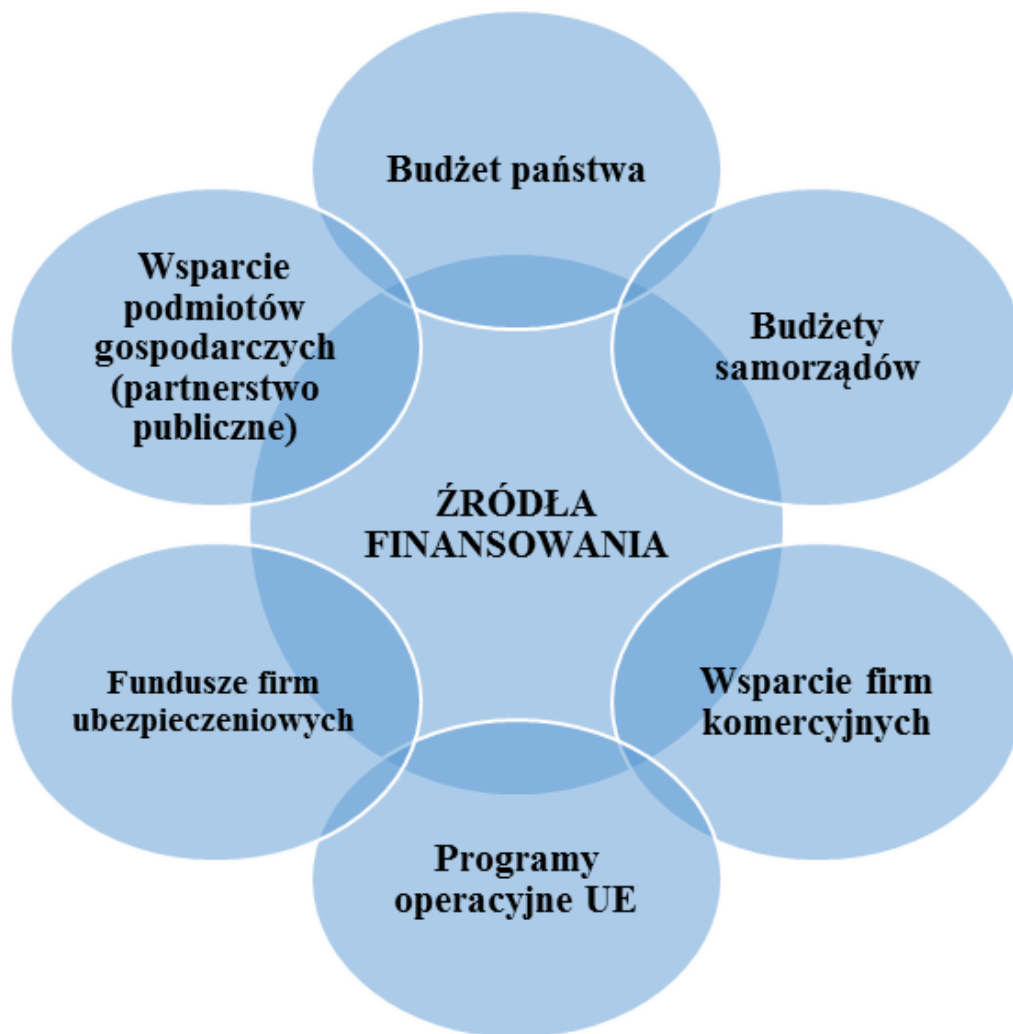 Budżet państwa
Wsparcie
podmiotów
gospodarczych
(partnerstwo
publiczne)
Budżety
samorządów
ŹRÓDŁA
FINANSOWANIA
Fundusze firm
ubezpieczeniowych
Wsparcie firm
komercyjnych
Programy
operacyjne UE